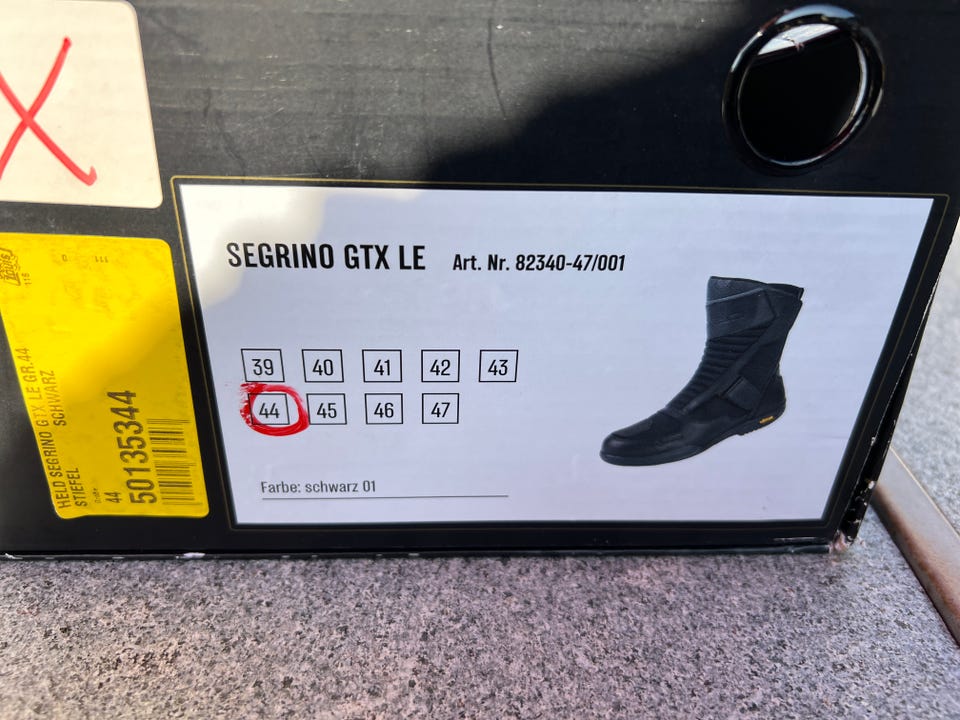 X
SEGRINO GTX LE Art. Nr. 82340-47/001
39 40 41 42 43
44 45 46 47
Farbe: schwarz 01
HELD SEGRINO GTX LE GR.44
STIEFEL SCHWARZ
Größe
44
50135344